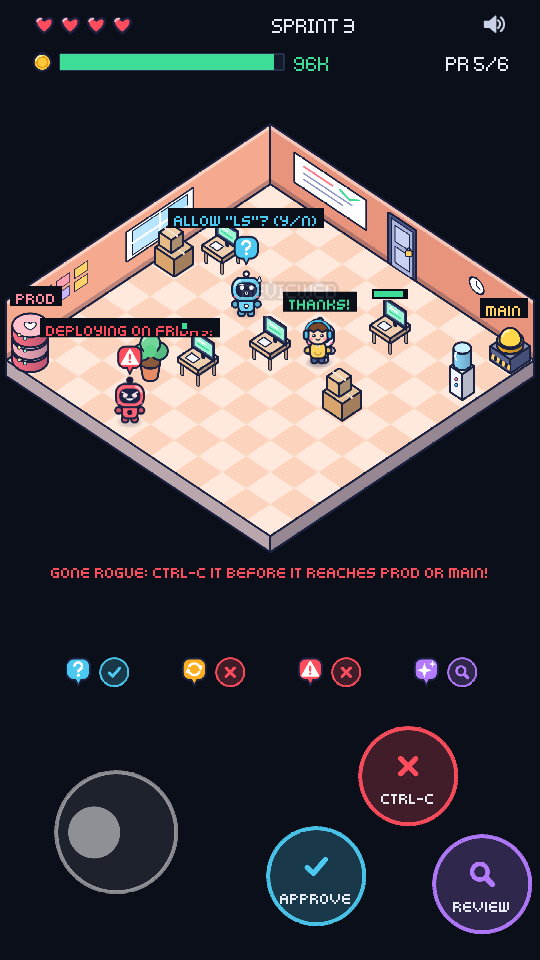 SPRINT 3
96K
PR 5/6
ALLOW "LS"? (Y/N)
THANKS!
PROD
MAIN
DEPLOYING ON
GONE ROGUE: CTRL-C IT BEFORE IT REACHES PROD OR MAIN!
CTRL-C
APPROVE
REVIEW